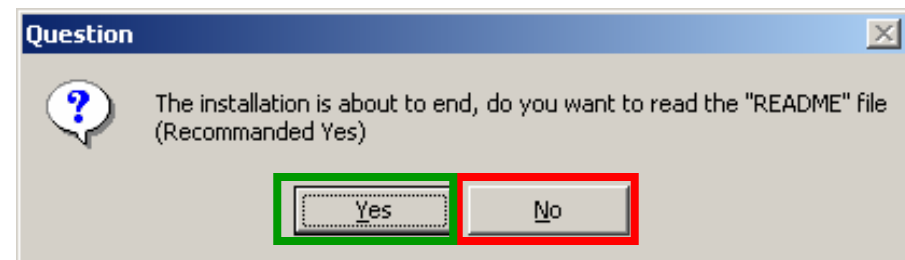 Question
The installation is about to end, do you want to read the "README" file
(Recommanded Yes)
Yes No